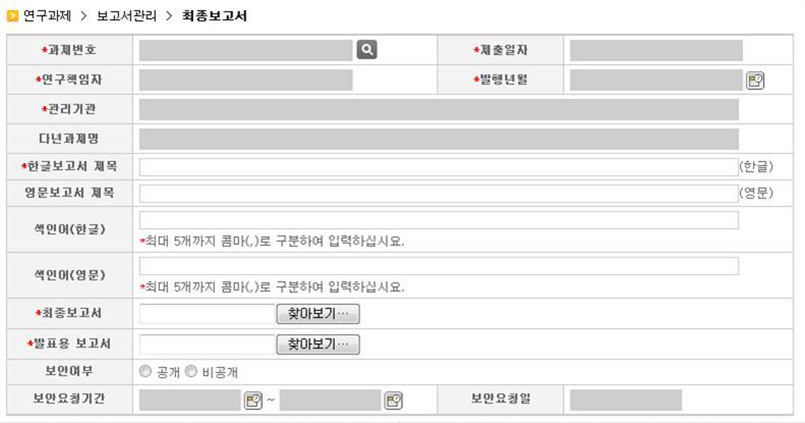 연구과제 > 보고서관리 > 최종보고서
*과제번호 *제출일자
*연구책임자 *발행년월
*관리기관
다년과제명
*한글보고서 제목 (한글)
영문보고서 제목 (영문)
색인어(한글)
*최대 5개까지 콤마(,)로 구분하여 입력하십시요.
색인어(영문)
*최대 5개까지 콤마(,)로 구분하여 입력하십시요.
*최종보고서 찾아보기...
*발표용 보고서 찾아보기...
보안여부 공개 비공개
보안요청기간 ~ 보안요청일